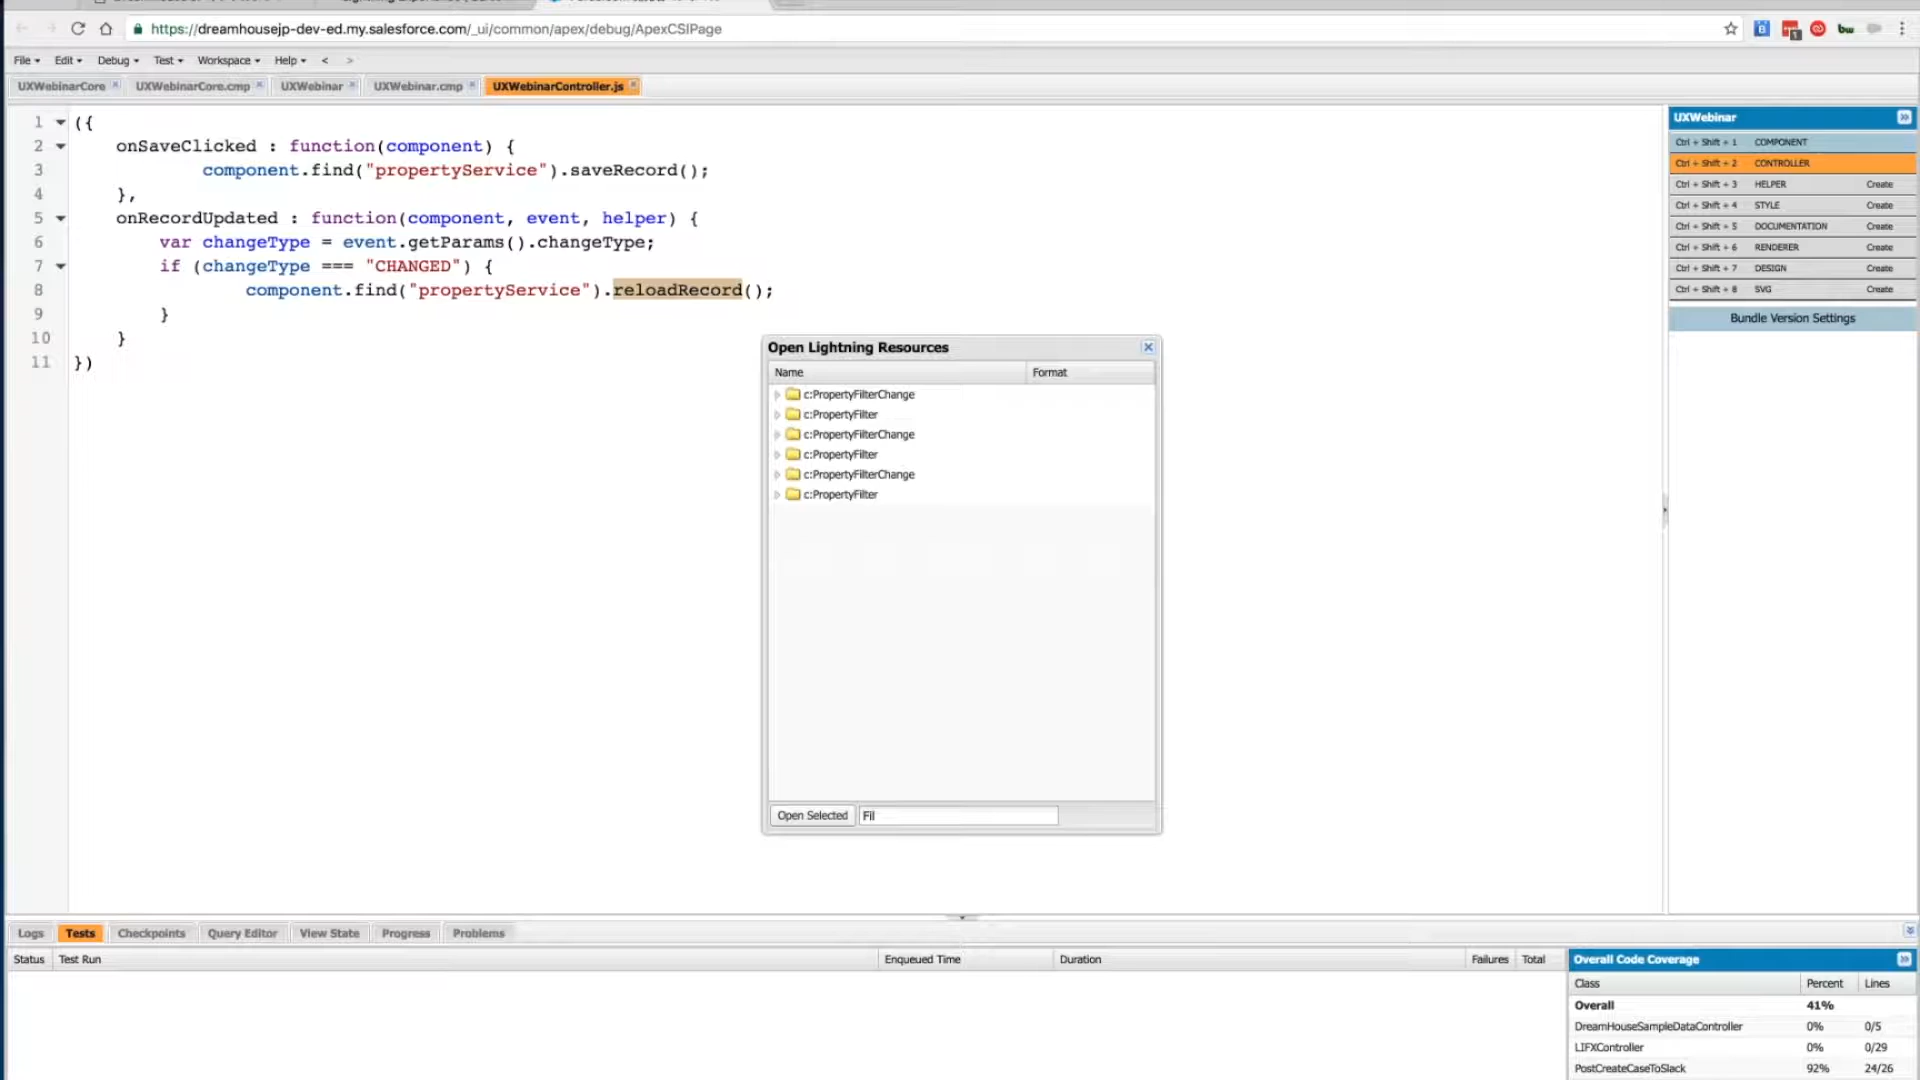 https://dreamhousejp-dev-ed.my.salesforce.com/_ui/common/apex/debug/ApexCSIPage
1
bw
File Edit Debug Test Workspace Help < >
UXWebinarCore UXWebinarCore.cmp UXWebinar UXWebinar.cmp UXWebinarController.js
1 ({
2 onSaveClicked : function(component) {
3 component.find("propertyService").saveRecord();
4 },
5 onRecordUpdated : function(component, event, helper) {
6 var changeType = event.getParams().changeType;
7 if (changeType === "CHANGED") {
8 component.find("propertyService").reloadRecord();
9 }
10 }
11 })
UXWebinar
Ctrl + Shift + 1 COMPONENT
Ctrl + Shift + 2 CONTROLLER
Ctrl + Shift + 3 HELPER Create
Ctrl + Shift + 4 STYLE Create
Ctrl + Shift + 5 DOCUMENTATION Create
Ctrl + Shift + 6 RENDERER Create
Ctrl + Shift + 7 DESIGN Create
Ctrl + Shift + 8 SVG Create
Bundle Version Settings
Open Lightning Resources
Name Format
c:PropertyFilterChange
c:PropertyFilter
c:PropertyFilterChange
c:PropertyFilter
c:PropertyFilterChange
c:PropertyFilter
Open Selected Fil
Logs Tests Checkpoints Query Editor View State Progress Problems
Status Test Run Enqueued Time Duration Failures Total
Overall Code Coverage
Class Percent Lines
Overall 41%
DreamHouseSampleDataController 0% 0/5
LIFXController 0% 0/29
PostCreateCaseToSlack 92% 24/26